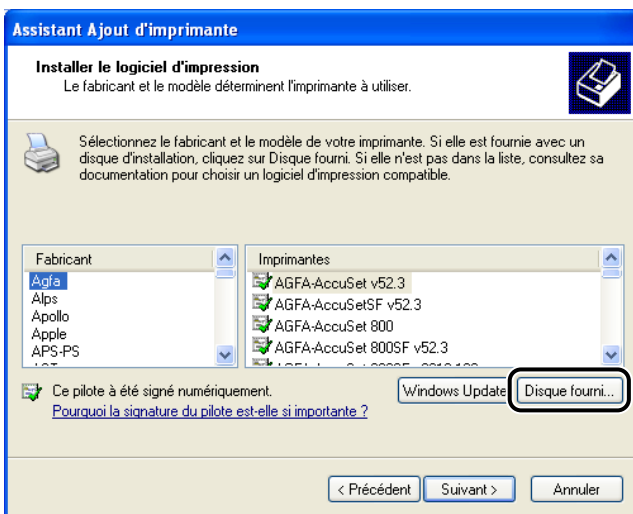 Assistant Ajout d'imprimante
Installer le logiciel d'impression
Le fabricant et le modèle déterminent l'imprimante à utiliser.
Sélectionnez le fabricant et le modèle de votre imprimante. Si elle est fournie avec un
disque d'installation, cliquez sur Disque fourni. Si elle n'est pas dans la liste, consultez sa
documentation pour choisir un logiciel d'impression compatible.
Fabricant
Agfa
Alps
Apollo
Apple
APS-PS
Imprimantes
AGFA-AccuSet v52.3
AGFA-AccuSetSF v52.3
AGFA-AccuSet 800
AGFA-AccuSet 800SF v52.3
Ce pilote à été signé numériquement.
Pourquoi la signature du pilote est-elle si importante ?
Windows Update
Disque fourni...
< Précédent
Suivant >
Annuler